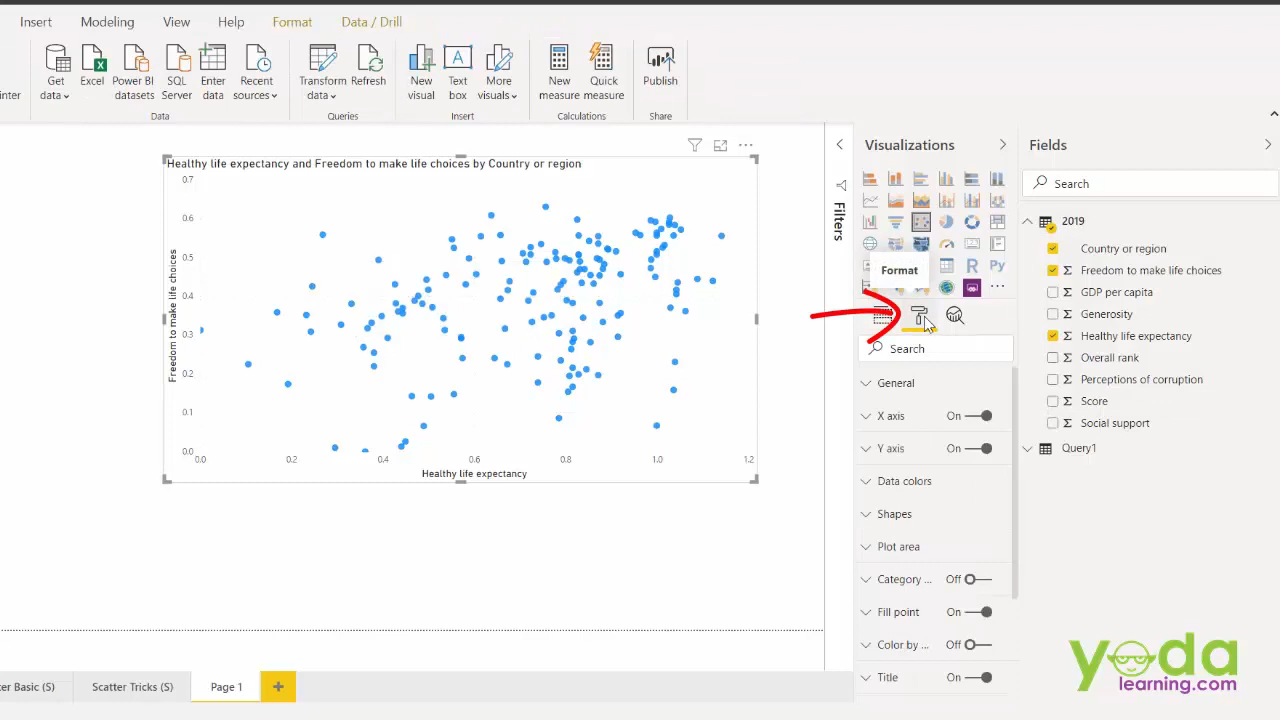 Insert Modeling View Help Format Data / Drill
inter
Get data
Excel
Power BI datasets
SQL Server
Enter data
Recent sources
Transform data
Refresh
New visual
Text box
More visuals
New measure
Quick measure
Publish
Data Queries Insert Calculations Share
Healthy life expectancy and Freedom to make life choices by Country or region
Freedom to make life choices
0.7
0.6
0.5
0.4
0.3
0.2
0.1
0.0
0.0 0.2 0.4 0.6 0.8 1.0 1.2
Healthy life expectancy
Filters
Visualizations
R Py
Format
Search
General
X axis On
Y axis On
Data colors
Shapes
Plot area
Category ... Off
Fill point On
Color by ... Off
Title On
Fields
Search
2019
Country or region
Σ Freedom to make life choices
Σ GDP per capita
Σ Generosity
Σ Healthy life expectancy
Σ Overall rank
Σ Perceptions of corruption
Σ Score
Σ Social support
Query1
ter Basic (S) Scatter Tricks (S) Page 1 +
yoda
learning.com